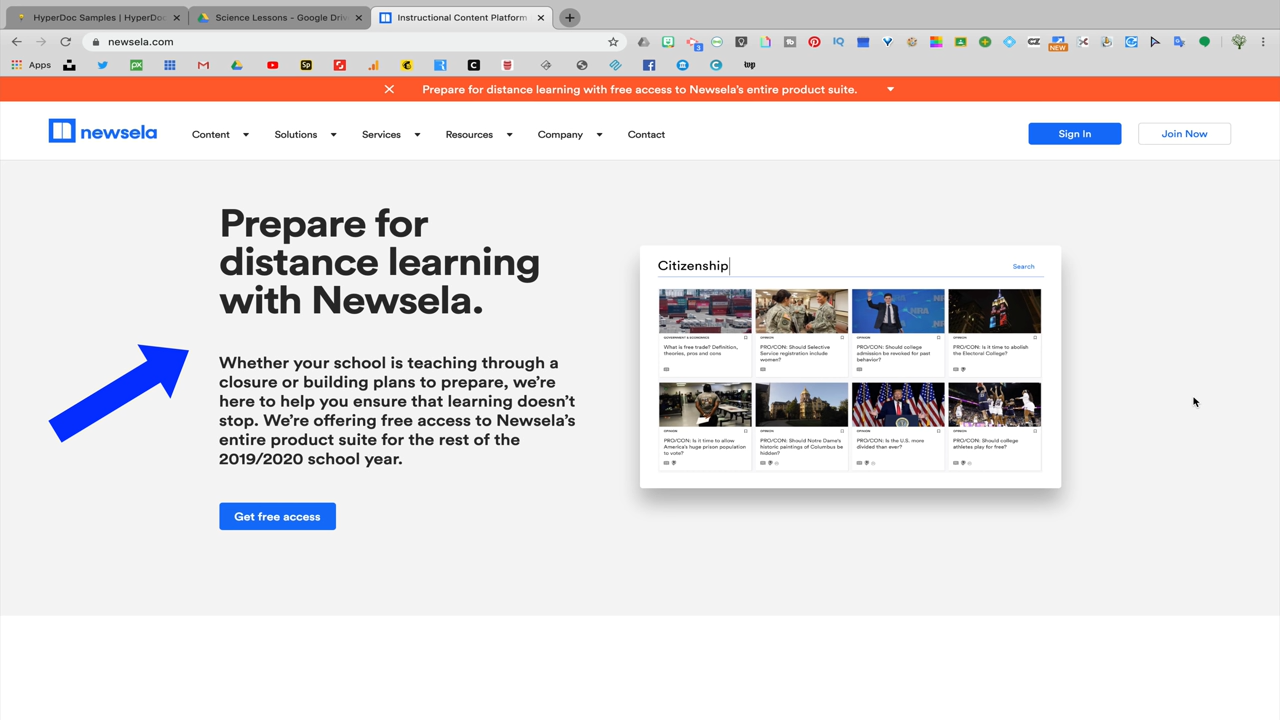 HyperDoc Samples | HyperDoc
Science Lessons - Google Driv
Instructional Content Platform
newsela.com
3
NEW
Apps
Prepare for distance learning with free access to Newsela's entire product suite.
newsela
Content
Solutions
Services
Resources
Company
Contact
Sign In
Join Now
Prepare for
distance learning
with Newsela.
Whether your school is teaching through a
closure or building plans to prepare, we're
here to help you ensure that learning doesn't
stop. We're offering free access to Newsela's
entire product suite for the rest of the
2019/2020 school year.
Get free access
Citizenship
Search
GOVERNMENT & ECONOMICS
What is free trade? Definition,
theories, pros and cons
OPINION
PRO/CON: Should Selective
Service registration include
women?
OPINION
PRO/CON: Should college
admission be revoked for past
behavior?
OPINION
PRO/CON: Is it time to abolish
the Electoral College?
OPINION
PRO/CON: Is it time to allow
America's huge prison population
to vote?
OPINION
PRO/CON: Should Notre Dame's
historic paintings of Columbus be
hidden?
OPINION
PRO/CON: Is the U.S. more
divided than ever?
OPINION
PRO/CON: Should college
athletes play for free?